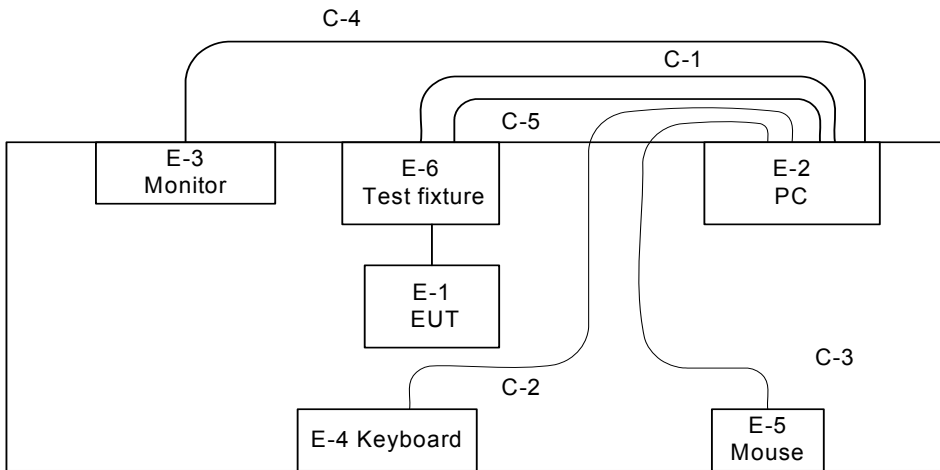 C-4
C-1
C-5
E-3
Monitor
E-6
Test fixture
E-2
PC
E-1
EUT
C-3
C-2
E-4 Keyboard
E-5
Mouse